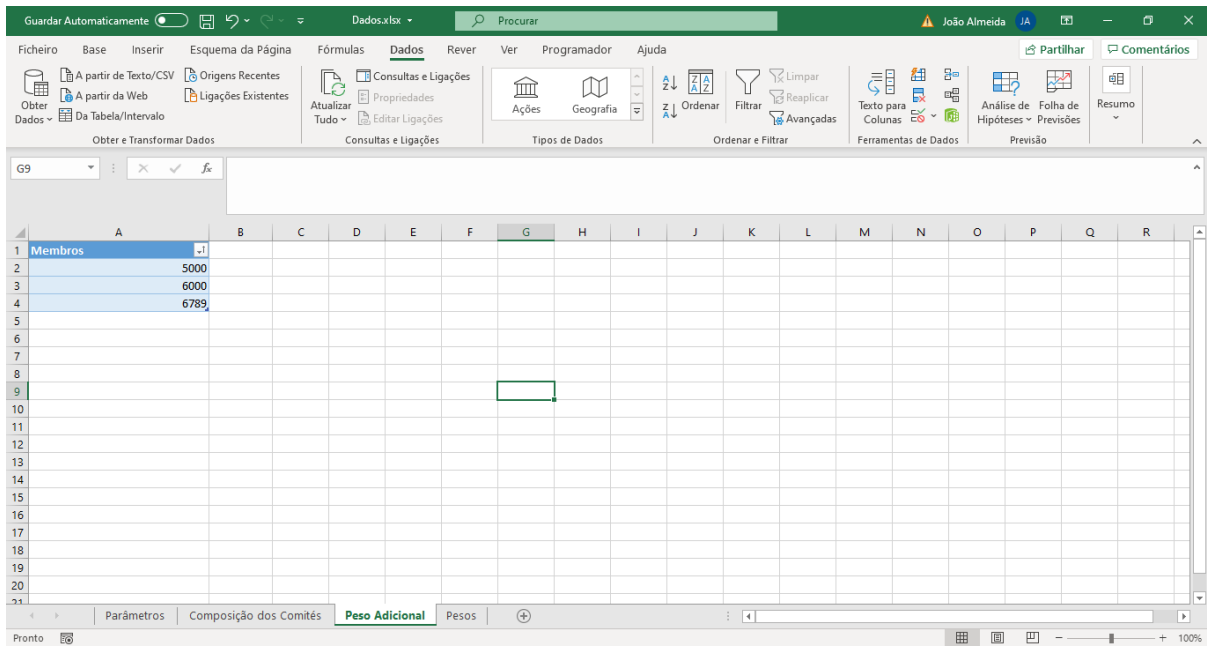 Guardar Automaticamente Dados.xlsx Procurar João Almeida JA
Ficheiro Base Inserir Esquema da Página Fórmulas Dados Rever Ver Programador Ajuda Partilhar Comentários
Obter Dados
A partir de Texto/CSV
A partir da Web
Da Tabela/Intervalo
Origens Recentes
Ligações Existentes
Obter e Transformar Dados
Atualizar Tudo
Consultas e Ligações
Propriedades
Editar Ligações
Consultas e Ligações
Ações
Geografia
Tipos de Dados
Ordenar
Filtrar
Limpar
Reaplicar
Avançadas
Ordenar e Filtrar
Texto para Colunas
Ferramentas de Dados
Análise de Hipóteses
Folha de Previsões
Previsão
Resumo
G9 fx
A B C D E F G H I J K L M N O P Q R
1 Membros
2 5000
3 6000
4 6789
5
6
7
8
9
10
11
12
13
14
15
16
17
18
19
20
21
Parâmetros Composição dos Comités Peso Adicional Pesos
Pronto 100%